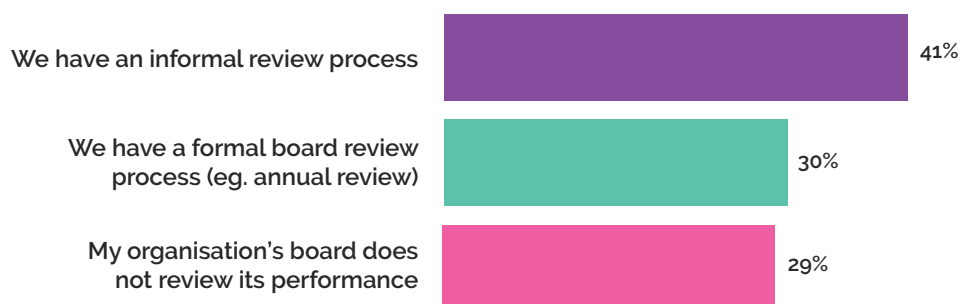 We have an informal review process
41%
We have a formal board review
process (eg. annual review)
30%
My organisation's board does
not review its performance
29%